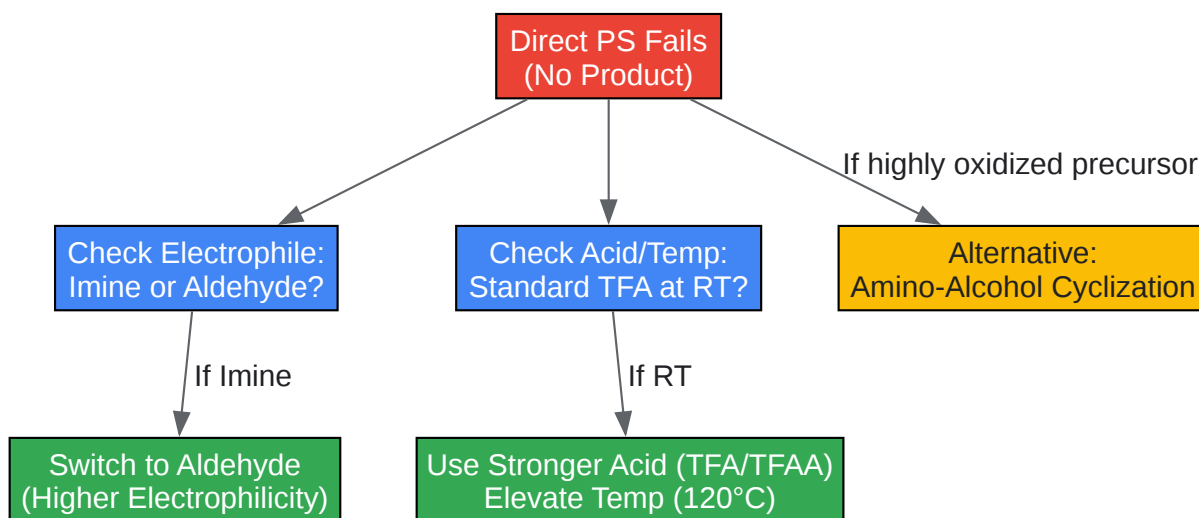 Direct PS Fails
(No Product)
If highly oxidized precursor
Check Electrophile:
Imine or Aldehyde?
Check Acid/Temp:
Standard TFA at RT?
Alternative:
Amino-Alcohol Cyclization
If Imine
If RT
Switch to Aldehyde
(Higher Electrophilicity)
Use Stronger Acid (TFA/TFAA)
Elevate Temp (120°C)